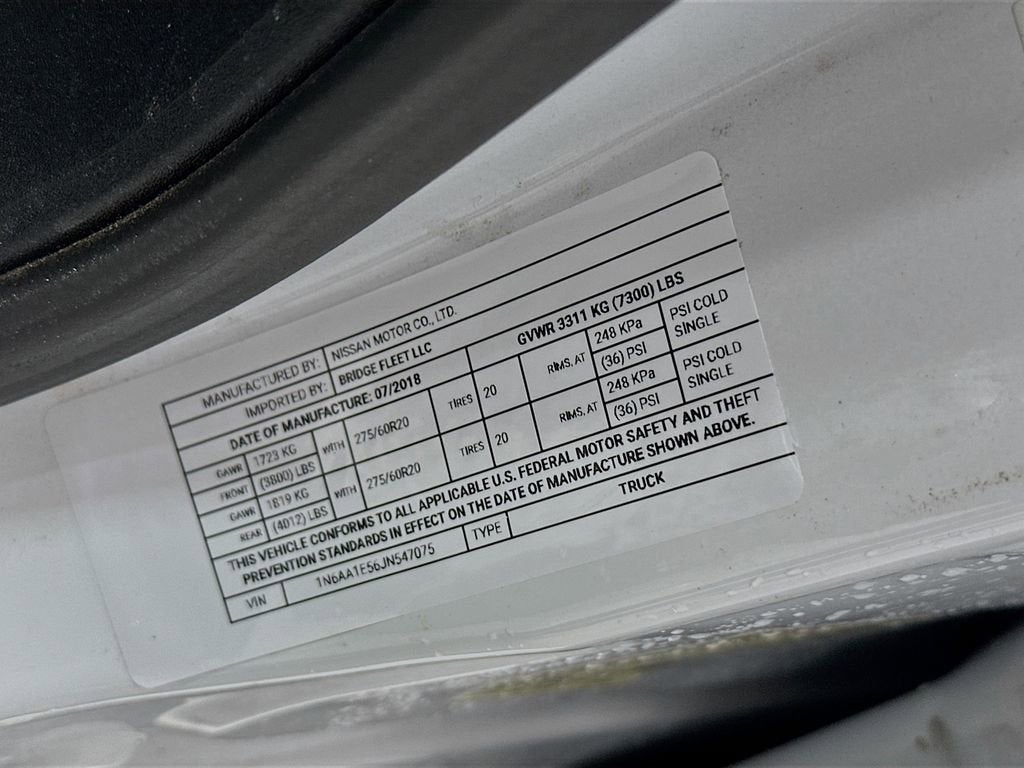 MANUFACTURED BY: NISSAN MOTOR CO., LTD.
IMPORTED BY: BRIDGE FLEET LLC
DATE OF MANUFACTURE: 07/2018 GVWR 3311 KG (7300) LBS
GAWR 1723 KG WITH 275/60R20 TIRES 20 RIMS, AT 248 KPa PSI COLD
FRONT (3800) LBS (36) PSI SINGLE
GAWR 1819 KG WITH 275/60R20 TIRES 20 RIMS, AT 248 KPa PSI COLD
REAR (4012) LBS (36) PSI SINGLE
THIS VEHICLE CONFORMS TO ALL APPLICABLE U.S. FEDERAL MOTOR SAFETY AND THEFT
PREVENTION STANDARDS IN EFFECT ON THE DATE OF MANUFACTURE SHOWN ABOVE.
VIN 1N6AA1E56JN547075 TYPE TRUCK